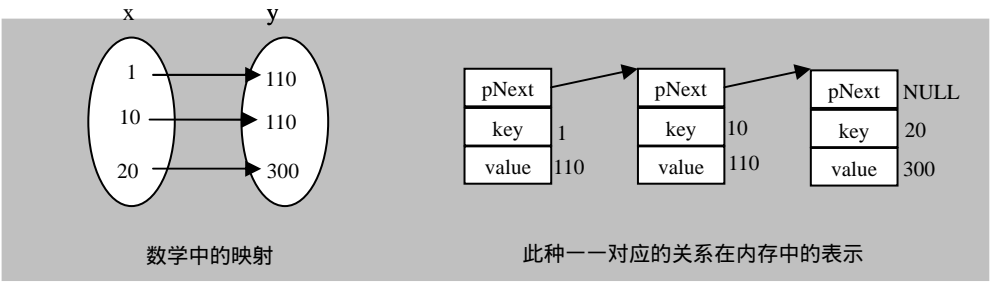 x y
1 110
10 110
20 300
pNext pNext pNext NULL
key 1 key 10 key 20
value 110 value 110 value 300
数学中的映射
此种一一对应的关系在内存中的表示